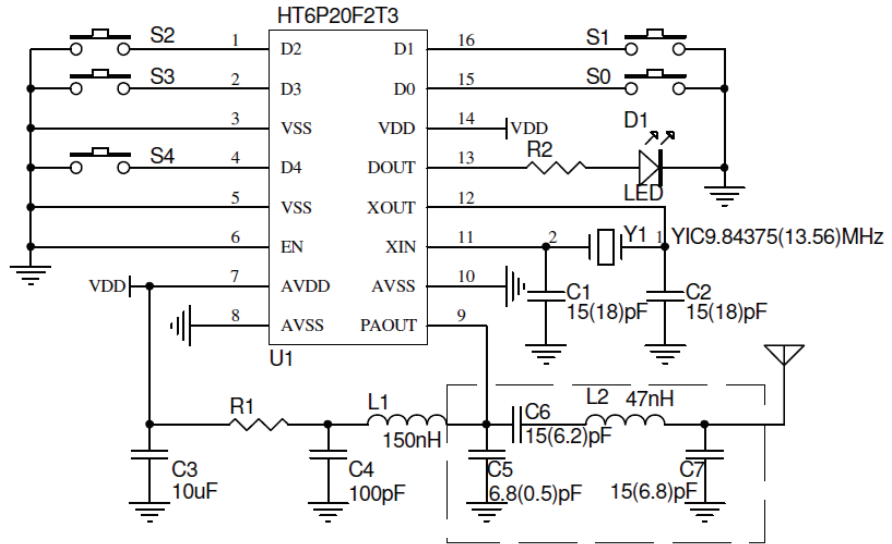 HT6P20F2T3
S2 1 D2 D1 16 S1
S3 2 D3 D0 15 S0
3 VSS VDD 14 VDD D1
S4 4 D4 DOUT 13 R2
LED
5 VSS XOUT 12
6 EN XIN 11 2 Y1 1 YIC9.84375(13.56)MHz
VDD 7 AVDD AVSS 10
C1 15(18)pF
C2 15(18)pF
8 AVSS PAOUT 9
U1
R1 L1 150nH
C6 15(6.2)pF
L2 47nH
C3 10uF
C4 100pF
C5 6.8(0.5)pF
C7 15(6.8)pF